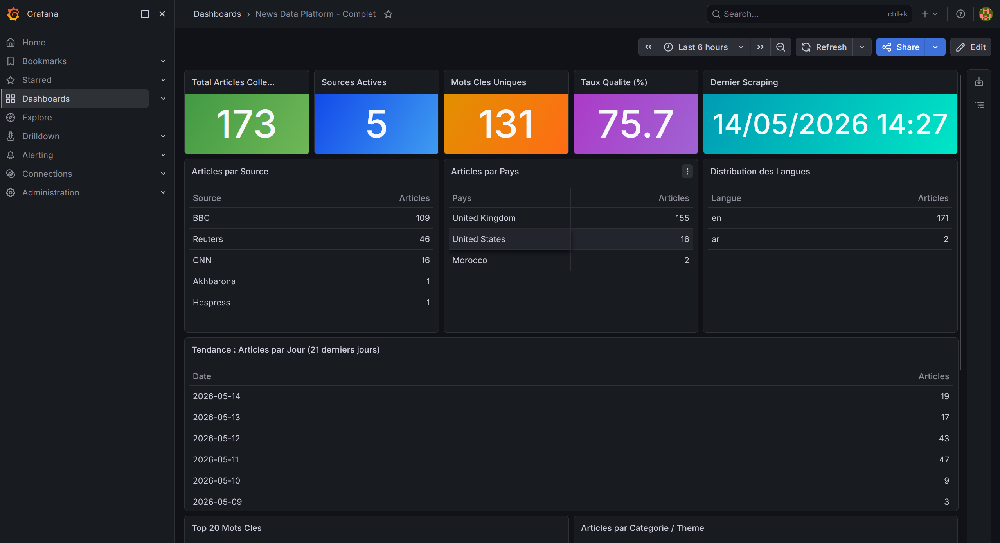 Grafana
Dashboards › News Data Platform - Complet
Search...
ctrl+k
Home
Bookmarks
Starred
Dashboards
Explore
Drilldown
Alerting
Connections
Administration
Last 6 hours
Refresh
Share
Edit
Total Articles Colle...
173
Sources Actives
5
Mots Cles Uniques
131
Taux Qualite (%)
75.7
Dernier Scraping
14/05/2026 14:27
Articles par Source
Source Articles
BBC 109
Reuters 46
CNN 16
Akhbarona 1
Hespress 1
Articles par Pays
Pays Articles
United Kingdom 155
United States 16
Morocco 2
Distribution des Langues
Langue Articles
en 171
ar 2
Tendance : Articles par Jour (21 derniers jours)
Date Articles
2026-05-14 19
2026-05-13 17
2026-05-12 43
2026-05-11 47
2026-05-10 9
2026-05-09 3
Top 20 Mots Cles
Articles par Categorie / Theme